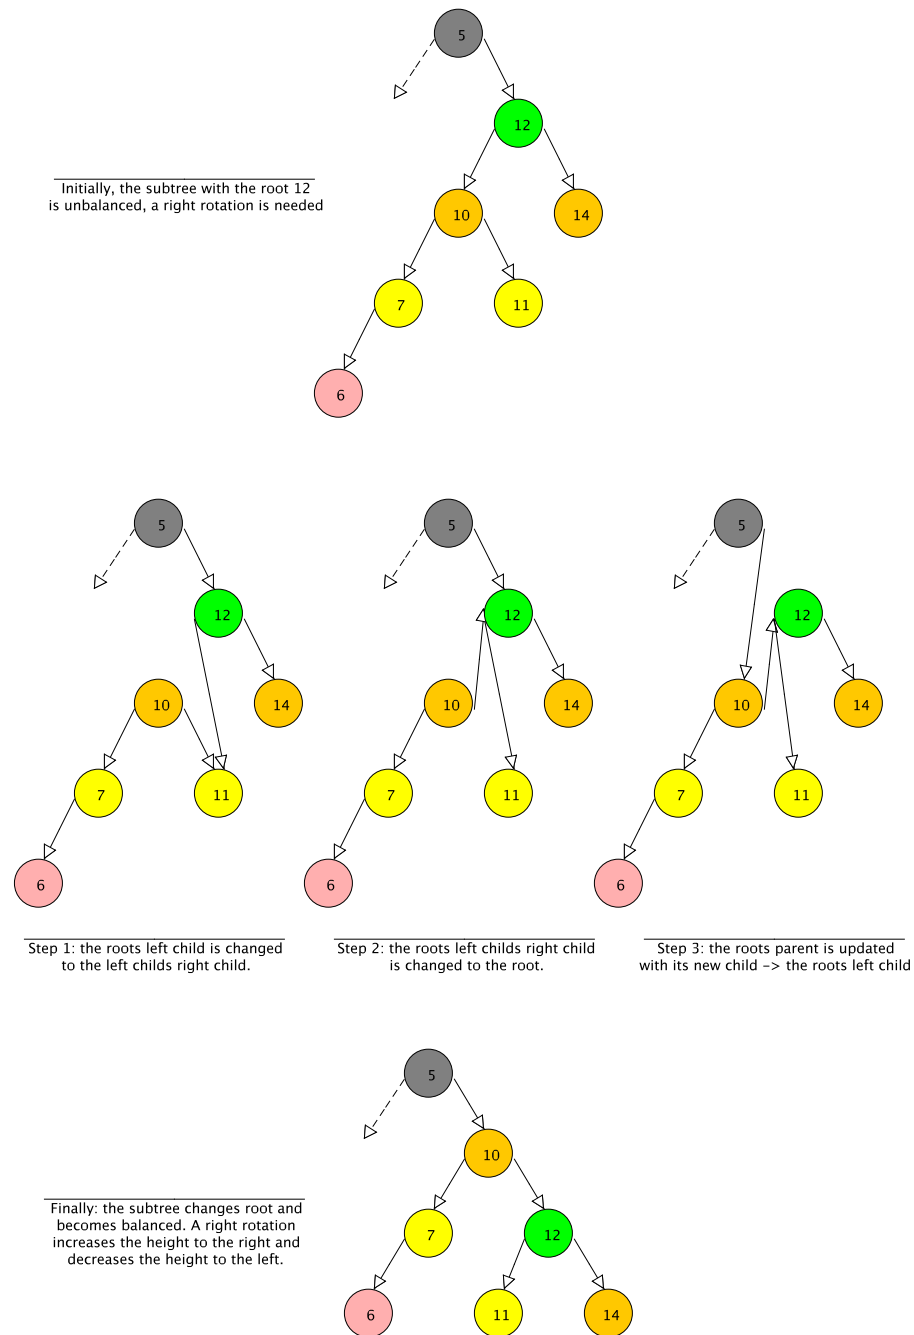 5
12
Initially, the subtree with the root 12
is unbalanced, a right rotation is needed
10 14
7 11
6
5 5 5
12 12 12
10 14 10 14 10 14
7 11 7 11 7 11
6 6 6
Step 1: the roots left child is changed
to the left childs right child.
Step 2: the roots left childs right child
is changed to the root.
Step 3: the roots parent is updated
with its new child -> the roots left child
5
10
Finally: the subtree changes root and
becomes balanced. A right rotation
increases the height to the right and
decreases the height to the left.
7 12
6 11 14